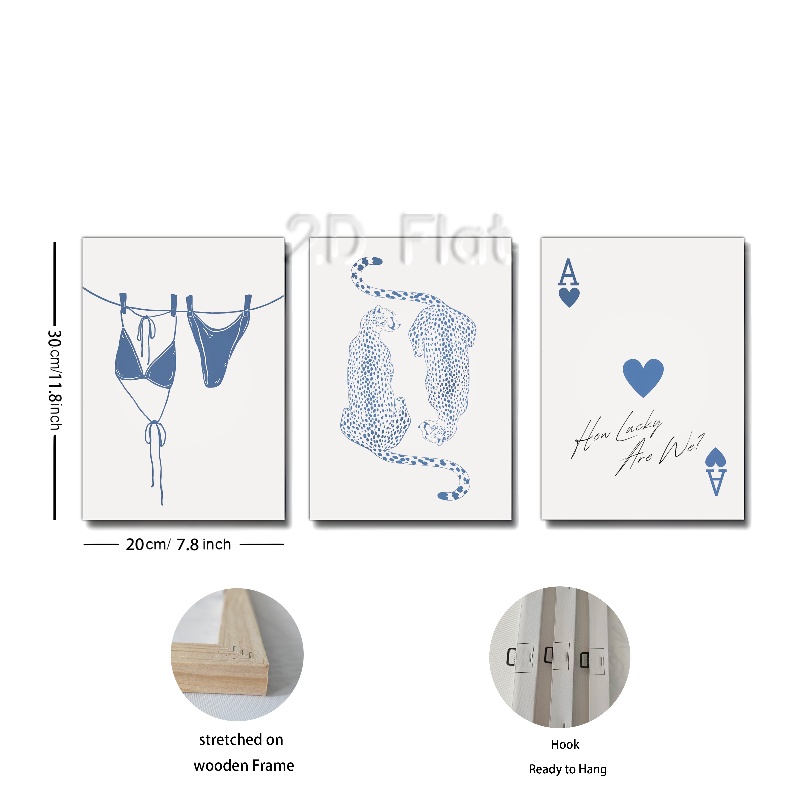 2D Flat
A
How Lucky
Are We?
A
30cm/11.8inch
20cm/ 7.8 inch
stretched on
wooden Frame
Hook
Ready to Hang